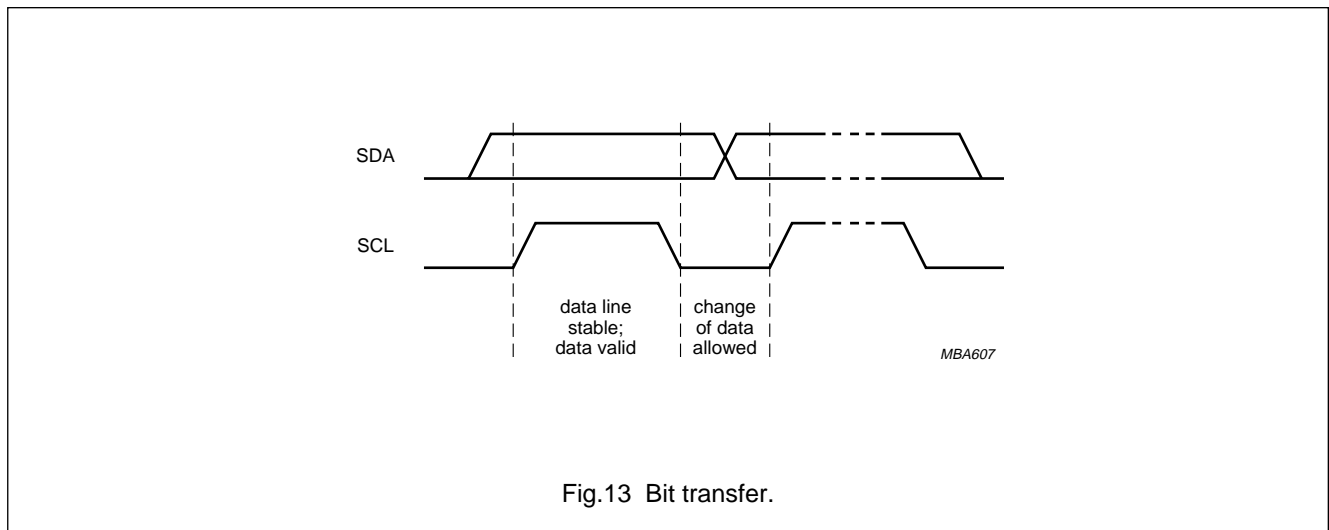 SDA
SCL
data line
stable;
data valid
change
of data
allowed
MBA607
Fig.13 Bit transfer.